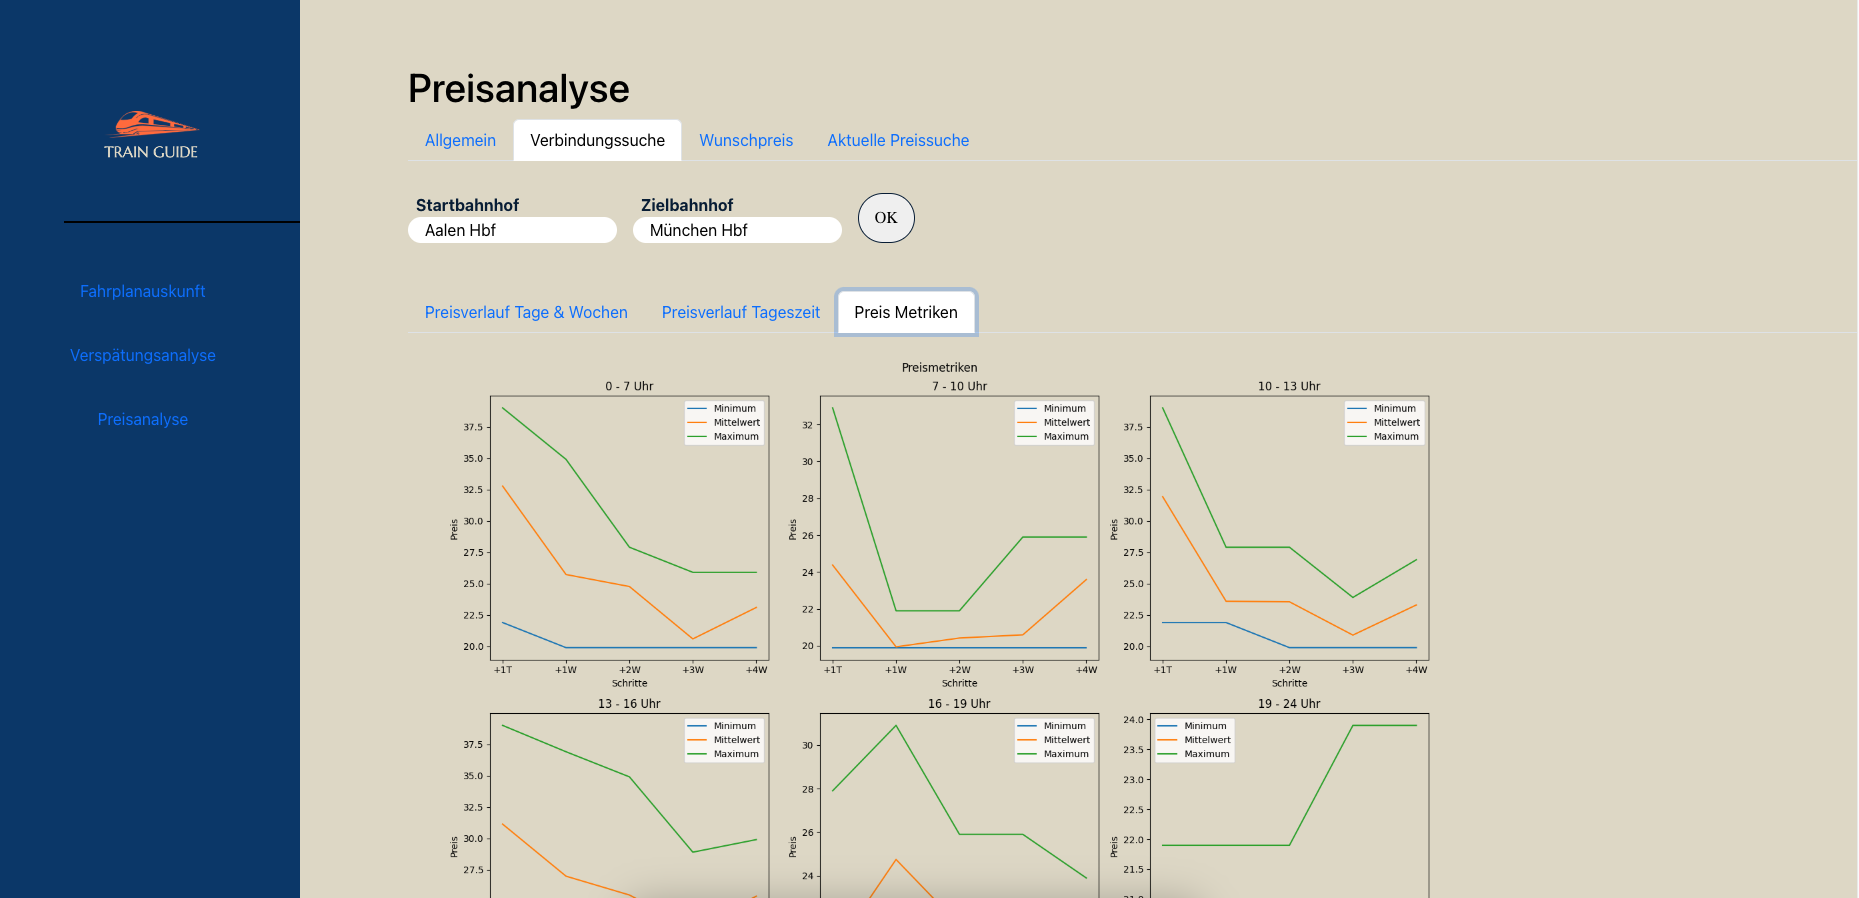 Preisanalyse
Allgemein Verbindungssuche Wunschpreis Aktuelle Preissuche
TRAIN GUIDE
Startbahnhof Zielbahnhof
Aalen Hbf München Hbf OK
Fahrplanauskunft
Verspätungsanalyse
Preisanalyse
Preisverlauf Tage & Wochen Preisverlauf Tageszeit Preis Metriken
Preismetriken
0 - 7 Uhr
Minimum
Mittelwert
Maximum
37.5
35.0
32.5
30.0
27.5
25.0
22.5
20.0
Preis
+1T +1W +2W +3W +4W
Schritte
7 - 10 Uhr
Minimum
Mittelwert
Maximum
32
30
28
26
24
22
20
Preis
+1T +1W +2W +3W +4W
Schritte
10 - 13 Uhr
Minimum
Mittelwert
Maximum
37.5
35.0
32.5
30.0
27.5
25.0
22.5
20.0
Preis
+1T +1W +2W +3W +4W
Schritte
13 - 16 Uhr
Minimum
Mittelwert
Maximum
37.5
35.0
32.5
30.0
27.5
Preis
16 - 19 Uhr
Minimum
Mittelwert
Maximum
30
28
26
24
Preis
19 - 24 Uhr
Minimum
Mittelwert
Maximum
24.0
23.5
23.0
22.5
22.0
21.5
Preis